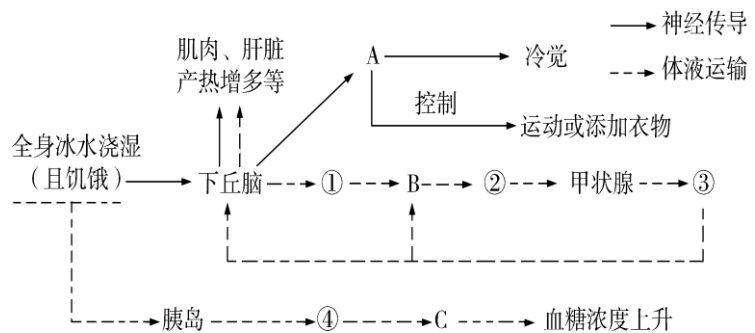 神经传导
体液运输
肌肉、肝脏
产热增多等
A
冷觉
控制
运动或添加衣物
全身冰水浇湿
（且饥饿）
下丘脑
①
B
②
甲状腺
③
胰岛
④
C
血糖浓度上升